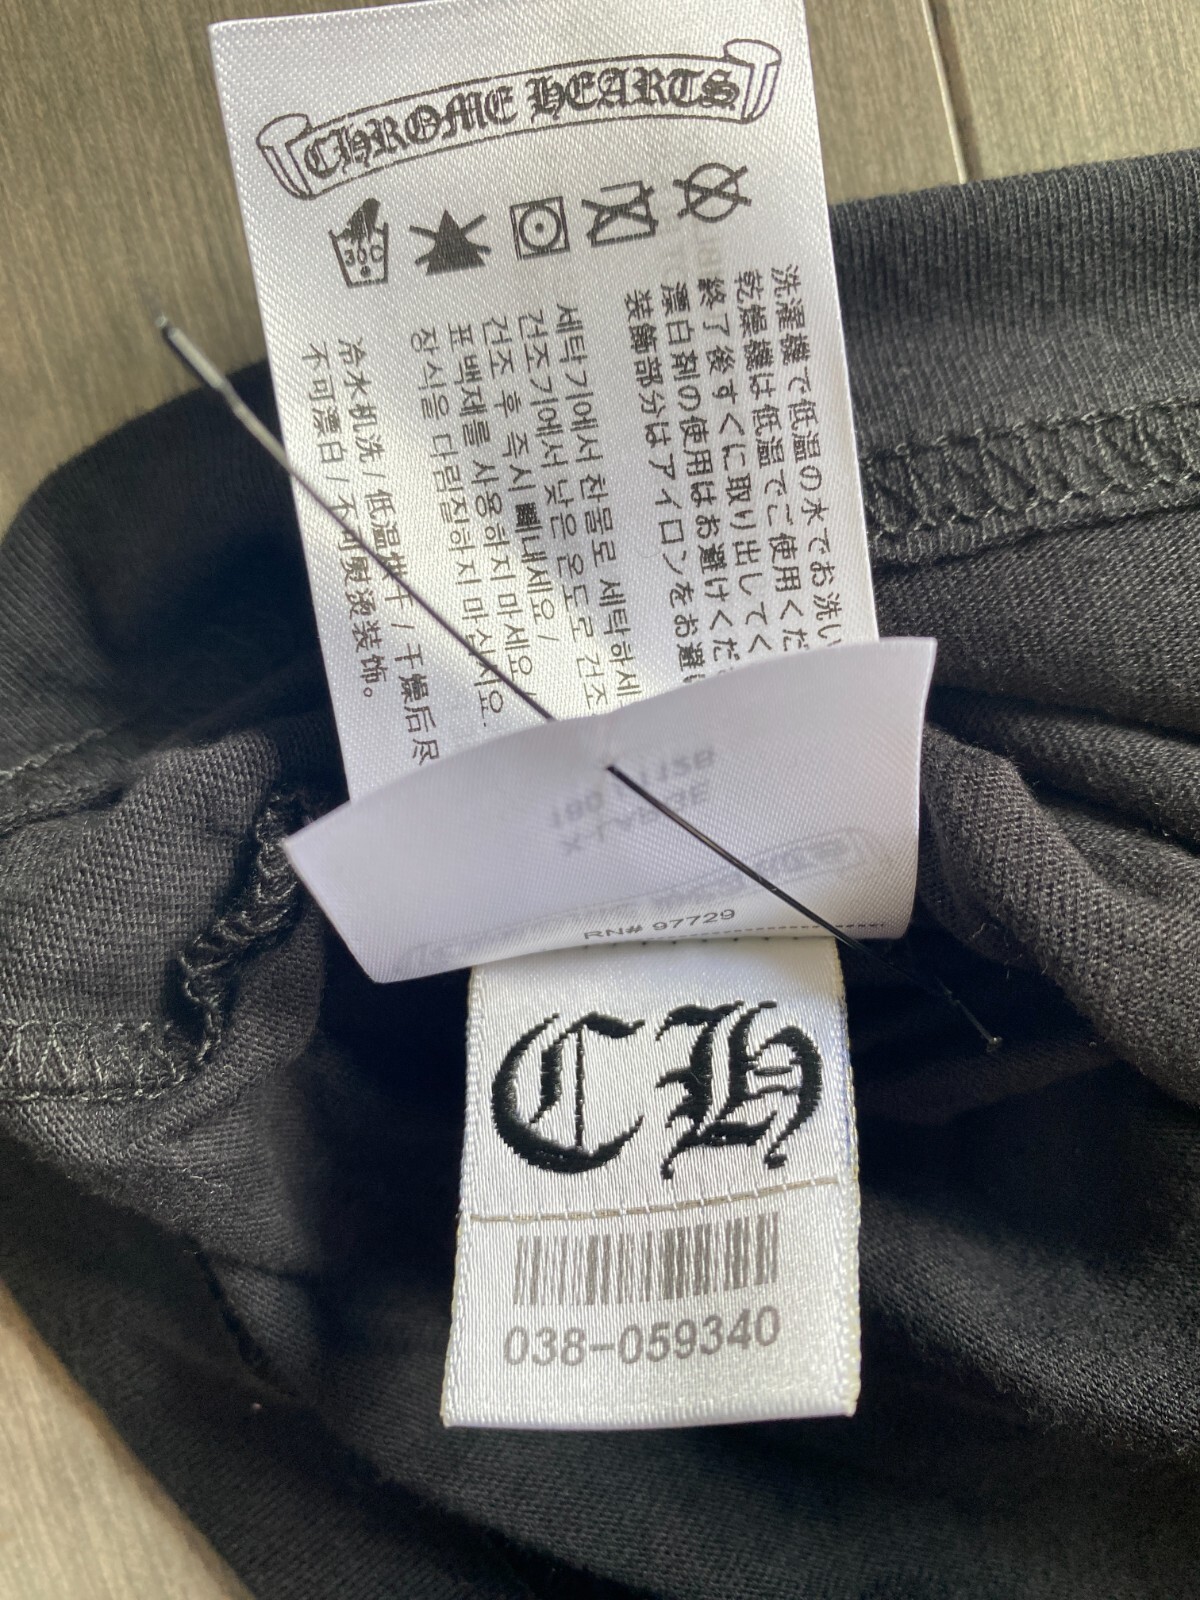 CHROME HEARTS
30C
洗濯機で低温の水でお洗い
乾燥機は低温でご使用くだ
終了後すぐに取り出してく
漂白剤の使用はお避けくだ
装飾部分はアイロンをお避
세탁기에서 찬물로 세탁하세
건조기에서 낮은 온도로 건조
건조 후 즉시 빼내세요 /
표백제를 사용하지 마세요 /
장식을 다림질하지 마십시요.
冷水机洗 / 低温烘干 / 干燥后尽
不可漂白 / 不可熨烫装饰。
X-LARGE
180 112B
RN# 97729
CH
038-059340